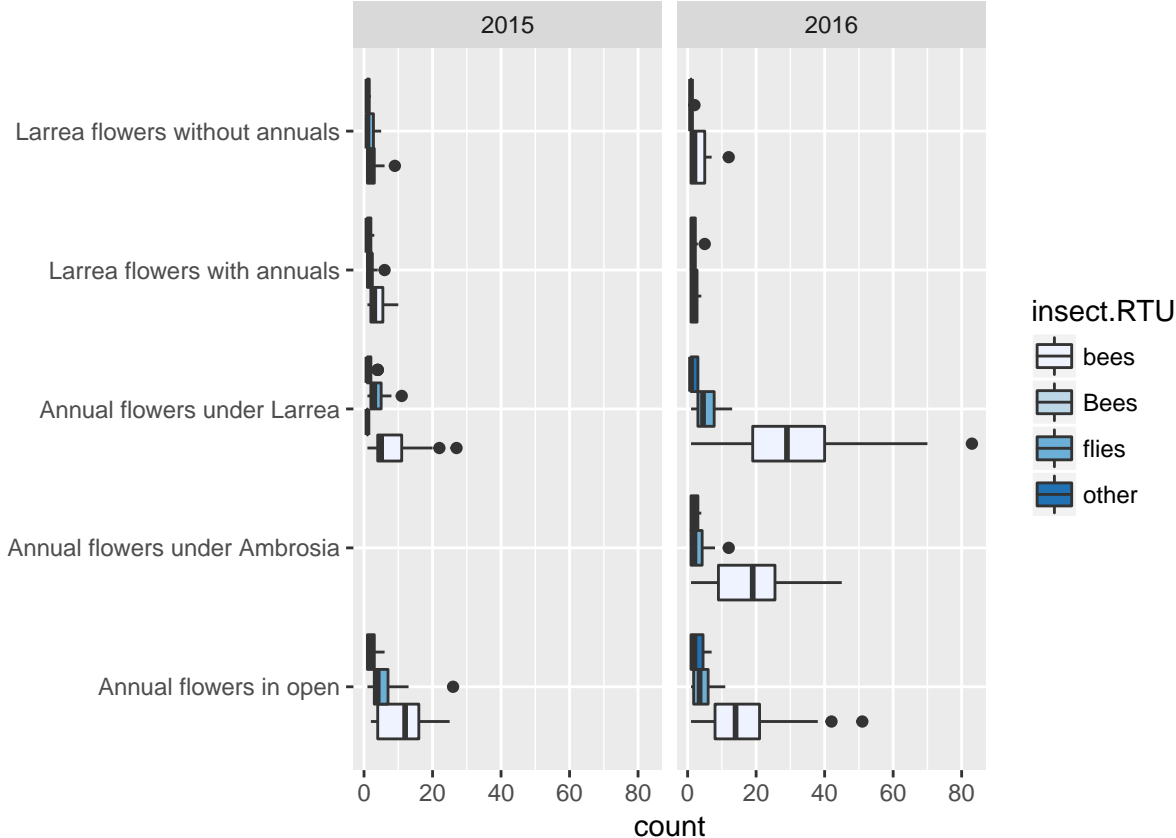 2015
2016
Larrea flowers without annuals
Larrea flowers with annuals
Annual flowers under Larrea
Annual flowers under Ambrosia
Annual flowers in open
0 20 40 60 80
0 20 40 60 80
count
insect.RTU
bees
Bees
flies
other